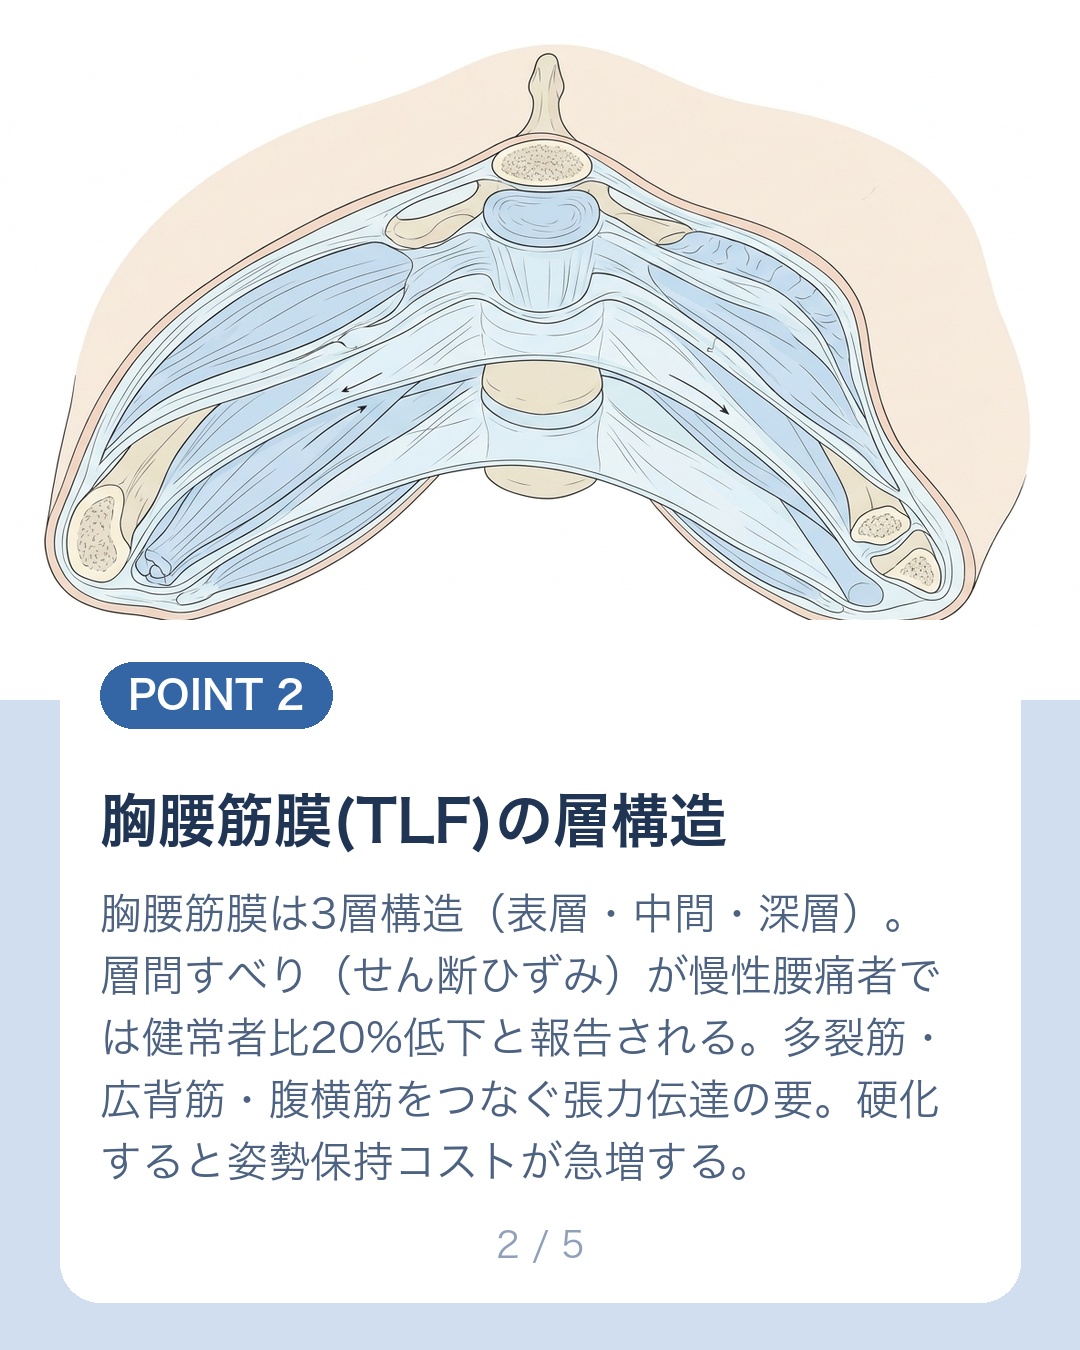 POINT 2
胸腰筋膜(TLF)の層構造
胸腰筋膜は3層構造（表層・中間・深層）。
層間すべり（せん断ひずみ）が慢性腰痛者で
は健常者比20%低下と報告される。多裂筋・
広背筋・腹横筋をつなぐ張力伝達の要。硬化
すると姿勢保持コストが急増する。
2 / 5